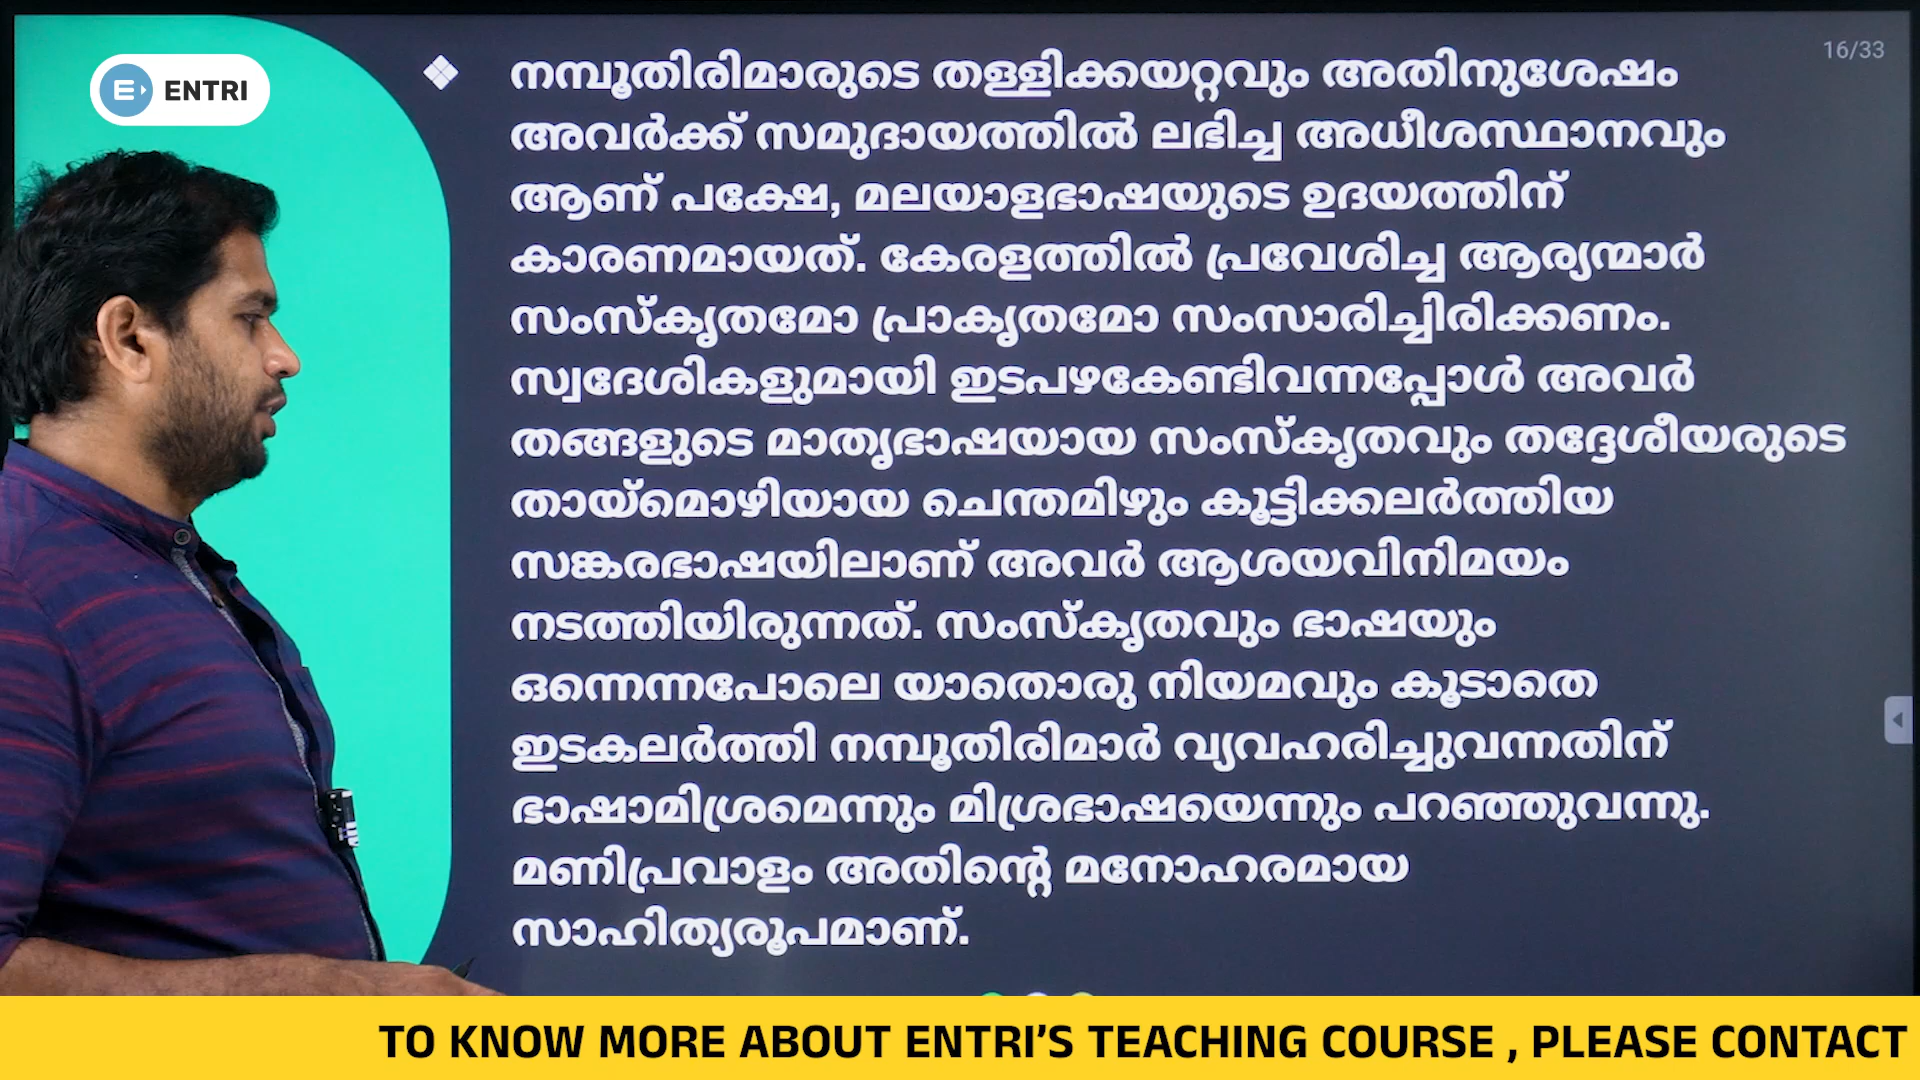 ENTRI
16/33
നമ്പൂതിരിമാരുടെ തള്ളിക്കയറ്റവും അതിനുശേഷം
അവർക്ക് സമുദായത്തിൽ ലഭിച്ച അധീശസ്ഥാനവും
ആണ് പക്ഷേ, മലയാളഭാഷയുടെ ഉദയത്തിന്
കാരണമായത്. കേരളത്തിൽ പ്രവേശിച്ച ആര്യന്മാർ
സംസ്കൃതമോ പ്രാകൃതമോ സംസാരിച്ചിരിക്കണം.
സ്വദേശികളുമായി ഇടപഴകേണ്ടിവന്നപ്പോൾ അവർ
തങ്ങളുടെ മാതൃഭാഷയായ സംസ്കൃതവും തദ്ദേശീയരുടെ
തായ്മൊഴിയായ ചെന്തമിഴും കൂട്ടിക്കലർത്തിയ
സങ്കരഭാഷയിലാണ് അവർ ആശയവിനിമയം
നടത്തിയിരുന്നത്. സംസ്കൃതവും ഭാഷയും
ഒന്നെന്നപോലെ യാതൊരു നിയമവും കൂടാതെ
ഇടകലർത്തി നമ്പൂതിരിമാർ വ്യവഹരിച്ചുവന്നതിന്
ഭാഷാമിശ്രമെന്നും മിശ്രഭാഷയെന്നും പറഞ്ഞുവന്നു.
മണിപ്രവാളം അതിന്റെ മനോഹരമായ
സാഹിത്യരൂപമാണ്.
TO KNOW MORE ABOUT ENTRI'S TEACHING COURSE , PLEASE CONTACT